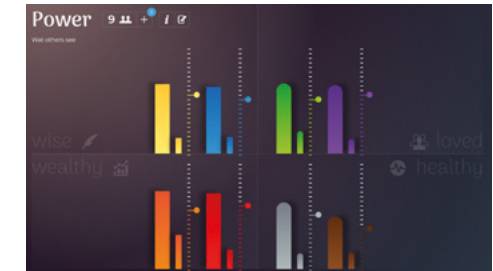 Power 9 + i
Wat others see
wise
loved
wealthy
healthy